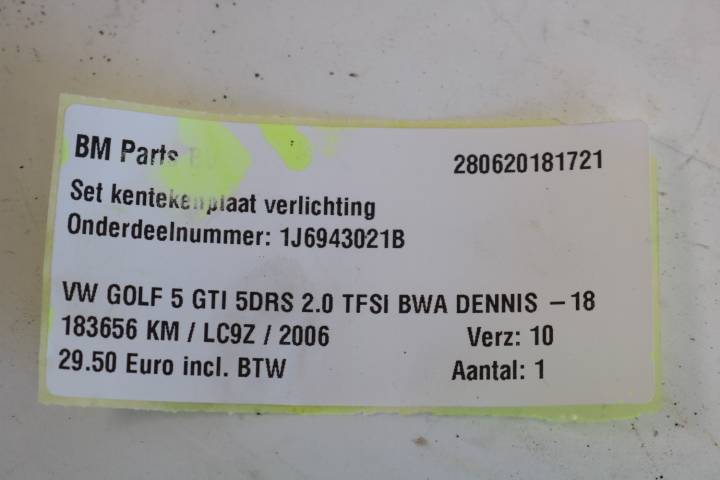 BM Parts
280620181721
Set kentekenplaat verlichting
Onderdeelnummer: 1J6943021B
VW GOLF 5 GTI 5DRS 2.0 TFSI BWA DENNIS - 18
183656 KM / LC9Z / 2006 Verz: 10
29.50 Euro incl. BTW Aantal: 1